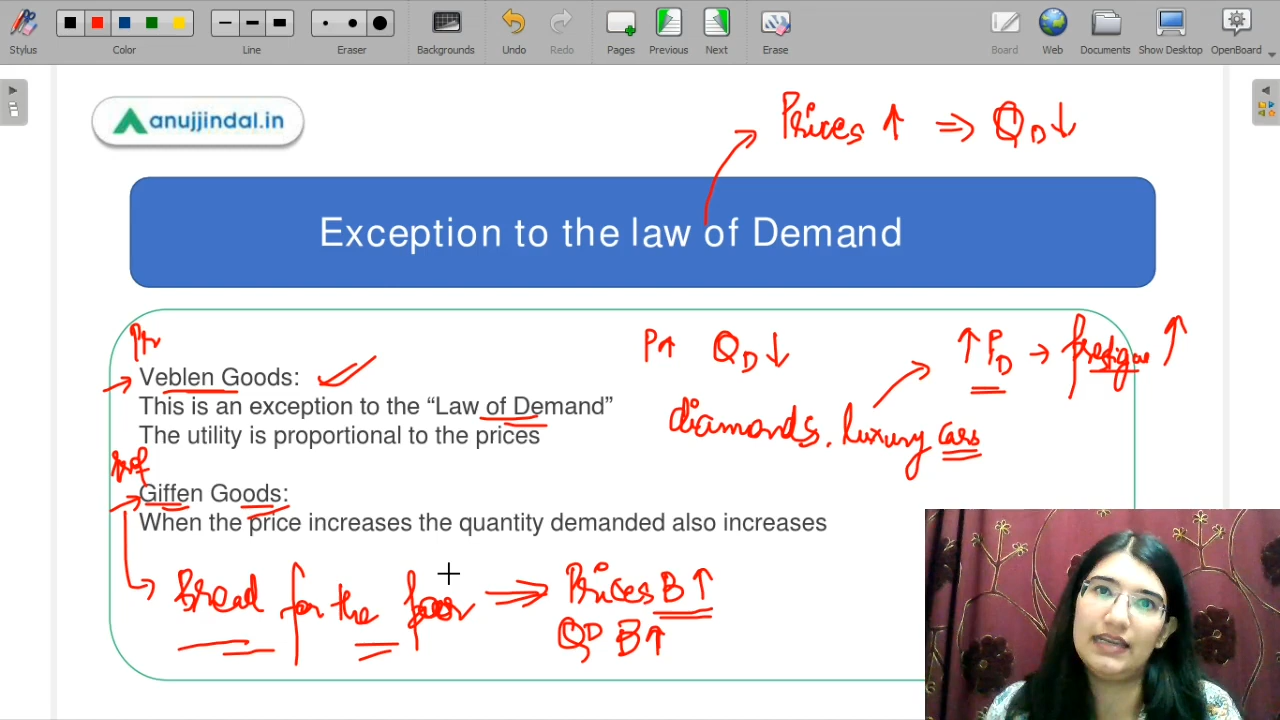 Stylus Color Line Eraser Backgrounds Undo Redo Pages Previous Next Erase Board Web Documents Show Desktop OpenBoard
anujjindal.in
Prices ↑ ⇒ QD ↓
Exception to the law of Demand
P↑ QD ↓
↑ PD → ↑
Veblen Goods:
This is an exception to the “Law of Demand”
diamonds, luxury cars
The utility is proportional to the prices
Giffen Goods:
When the price increases the quantity demanded also increases
Bread for the poor ⇒ Prices B ↑
QD B ↑